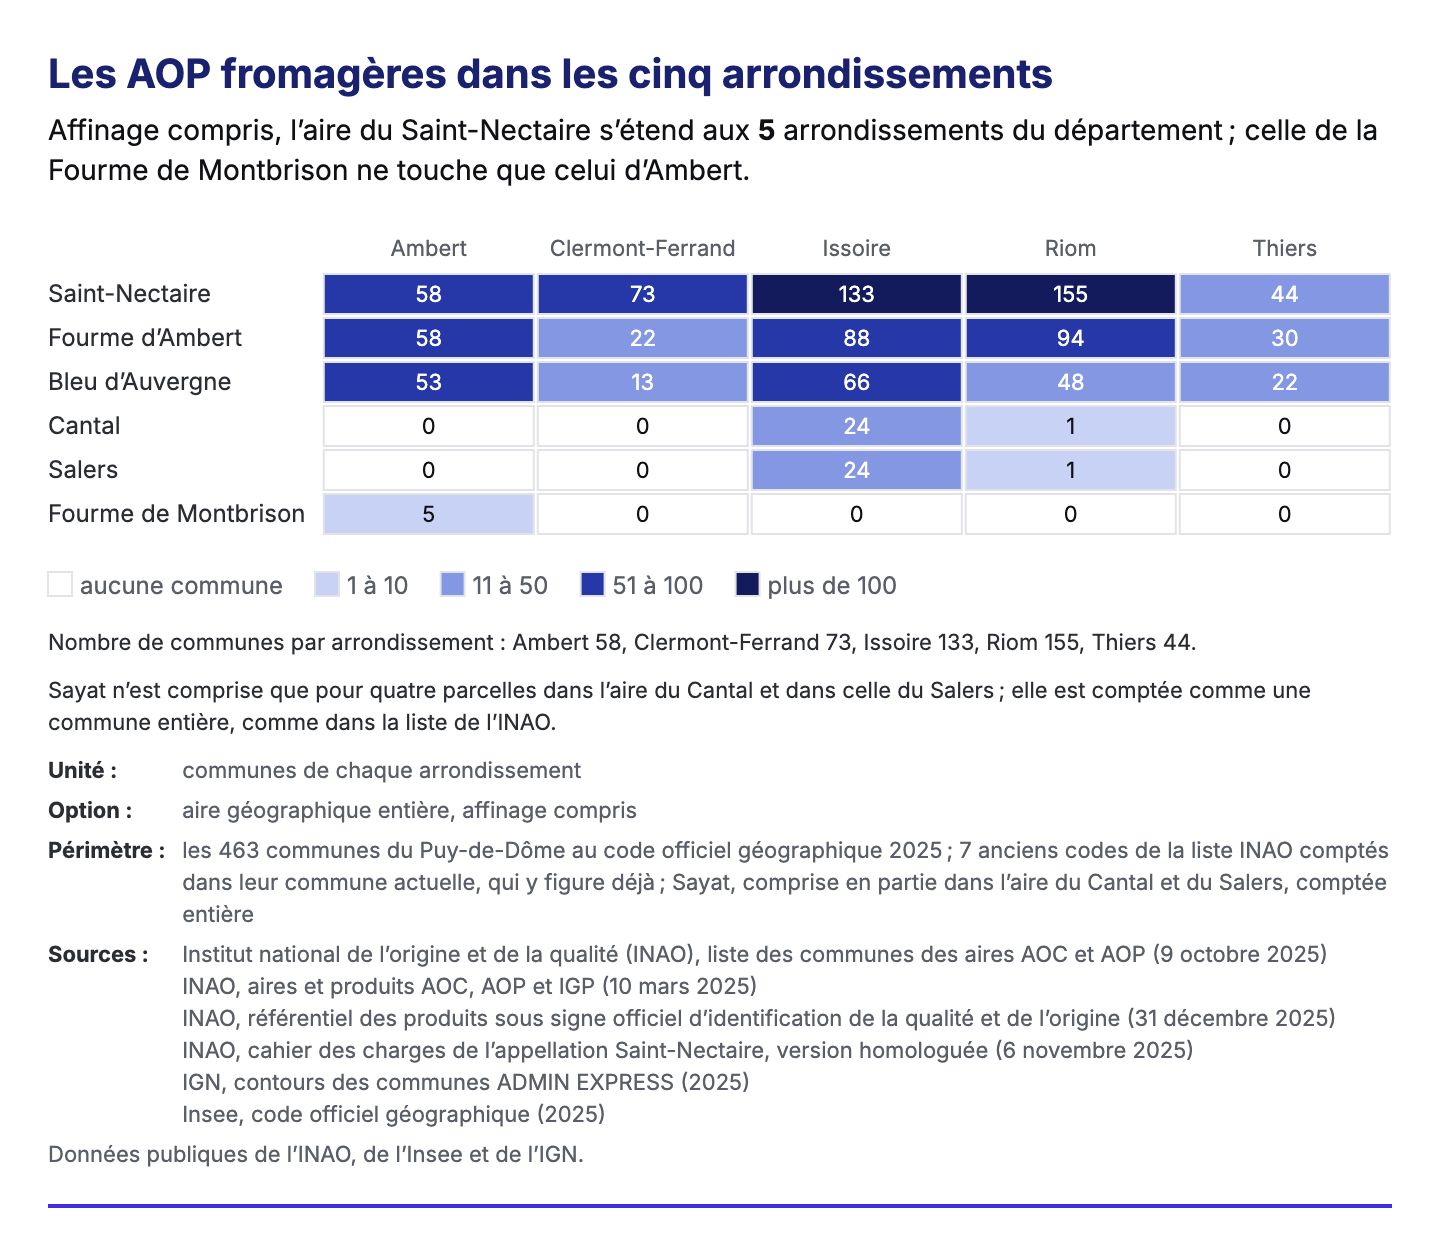 Les AOP fromagères dans les cinq arrondissements
Affinage compris, l’aire du Saint-Nectaire s’étend aux 5 arrondissements du département ; celle de la
Fourme de Montbrison ne touche que celui d’Ambert.
Ambert Clermont-Ferrand Issoire Riom Thiers
Saint-Nectaire 58 73 133 155 44
Fourme d’Ambert 58 22 88 94 30
Bleu d’Auvergne 53 13 66 48 22
Cantal 0 0 24 1 0
Salers 0 0 24 1 0
Fourme de Montbrison 5 0 0 0 0
aucune commune 1 à 10 11 à 50 51 à 100 plus de 100
Nombre de communes par arrondissement : Ambert 58, Clermont-Ferrand 73, Issoire 133, Riom 155, Thiers 44.
Sayat n’est comprise que pour quatre parcelles dans l’aire du Cantal et dans celle du Salers ; elle est comptée comme une
commune entière, comme dans la liste de l’INAO.
Unité : communes de chaque arrondissement
Option : aire géographique entière, affinage compris
Périmètre : les 463 communes du Puy-de-Dôme au code officiel géographique 2025 ; 7 anciens codes de la liste INAO comptés
dans leur commune actuelle, qui y figure déjà ; Sayat, comprise en partie dans l’aire du Cantal et du Salers, comptée
entière
Sources : Institut national de l’origine et de la qualité (INAO), liste des communes des aires AOC et AOP (9 octobre 2025)
INAO, aires et produits AOC, AOP et IGP (10 mars 2025)
INAO, référentiel des produits sous signe officiel d’identification de la qualité et de l’origine (31 décembre 2025)
INAO, cahier des charges de l’appellation Saint-Nectaire, version homologuée (6 novembre 2025)
IGN, contours des communes ADMIN EXPRESS (2025)
Insee, code officiel géographique (2025)
Données publiques de l’INAO, de l’Insee et de l’IGN.